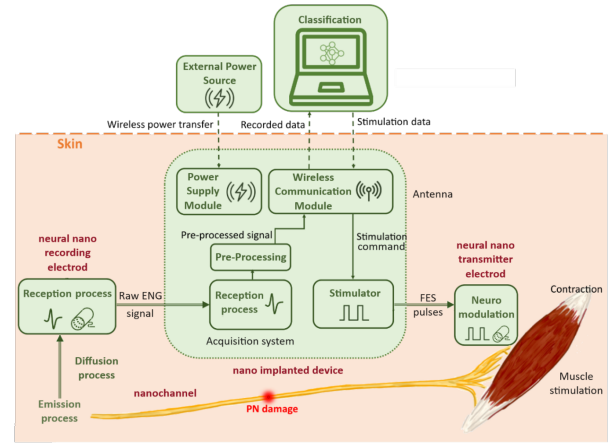 Classification
External Power
Source
Wireless power transfer
Recorded data
Stimulation data
Skin
Power
Supply
Module
Wireless
Communication
Module
Antenna
Pre-processed signal
Stimulation
command
neural nano
recording
electrod
Pre-Processing
neural nano
transmitter
electrod
Reception process
Raw ENG
signal
Reception
process
Stimulator
FES
pulses
Neuro
modulation
Contraction
Acquisition system
Diffusion
process
nano implanted device
Muscle
stimulation
nanochannel
Emission
process
PN damage